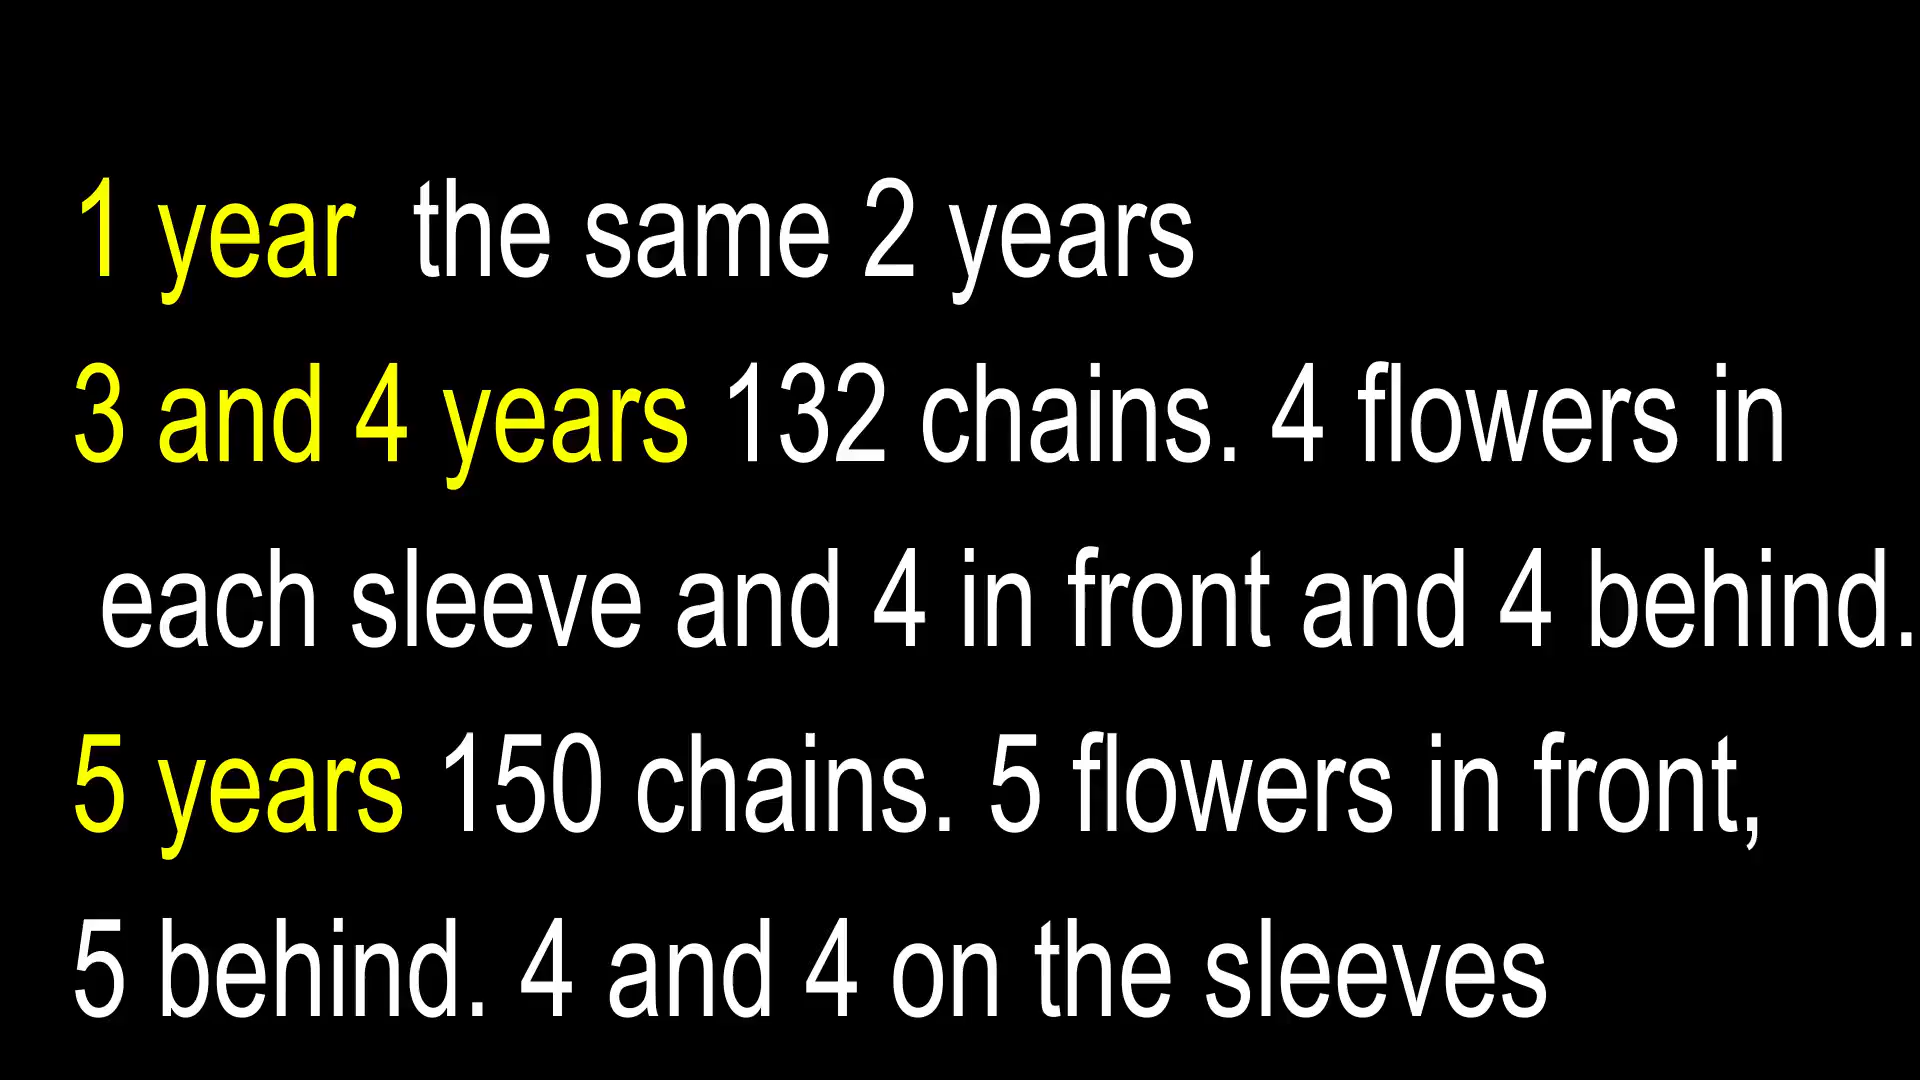 1 year  the same 2 years
3 and 4 years 132 chains. 4 flowers in
each sleeve and 4 in front and 4 behind.
5 years 150 chains. 5 flowers in front,
5 behind. 4 and 4 on the sleeves